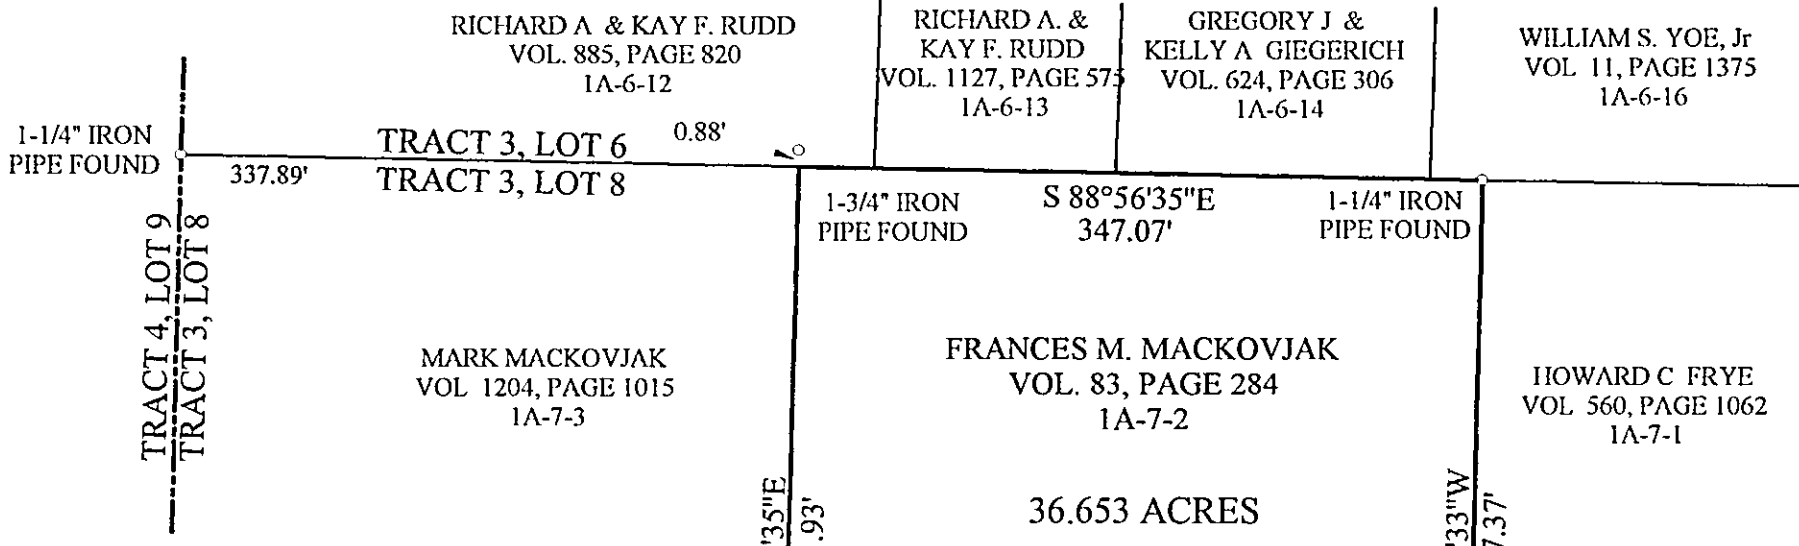 RICHARD A & KAY F. RUDD
VOL. 885, PAGE 820
1A-6-12
RICHARD A. &
KAY F. RUDD
VOL. 1127, PAGE 575
1A-6-13
GREGORY J &
KELLY A GIEGERICH
VOL. 624, PAGE 306
1A-6-14
WILLIAM S. YOE, Jr
VOL 11, PAGE 1375
1A-6-16
1-1/4" IRON
PIPE FOUND
TRACT 3, LOT 6
0.88'
337.89'
TRACT 3, LOT 8
1-3/4" IRON
PIPE FOUND
S 88°56'35"E
347.07'
1-1/4" IRON
PIPE FOUND
TRACT 4, LOT 9
TRACT 3, LOT 8
MARK MACKOVJAK
VOL 1204, PAGE 1015
1A-7-3
FRANCES M. MACKOVJAK
VOL. 83, PAGE 284
1A-7-2
36.653 ACRES
HOWARD C FRYE
VOL 560, PAGE 1062
1A-7-1
'35"E
.93'
'33"W
7.37'